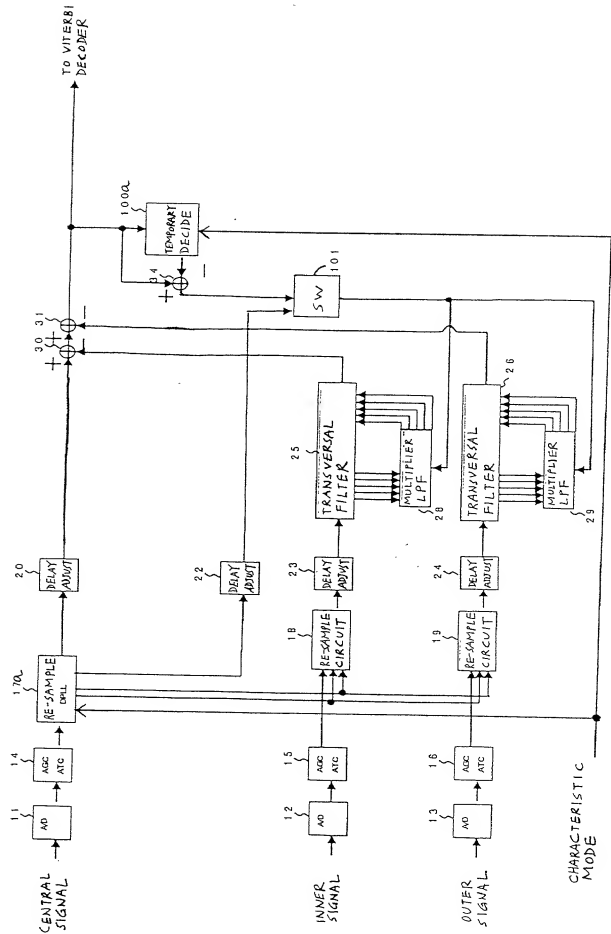 CENTRAL
SIGNAL
11
A/D
14
AGC
ATC
17a
RE-SAMPLE
DPLL
20
DELAY
ADJUST
30
+
-
31
+
-
TO VITERBI
DECODER
100a
TEMPORARY
DECIDE
34
+
-
22
DELAY
ADJUST
101
SW
INNER
SIGNAL
12
A/D
15
AGC
ATC
18
RE-SAMPLE
CIRCUIT
23
DELAY
ADJUST
25
TRANSVERSAL
FILTER
MULTIPLIER
LPF
28
OUTER
SIGNAL
13
A/D
16
AGC
ATC
19
RE-SAMPLE
CIRCUIT
24
DELAY
ADJUST
26
TRANSVERSAL
FILTER
MULTIPLIER
LPF
29
CHARACTERISTIC
MODE